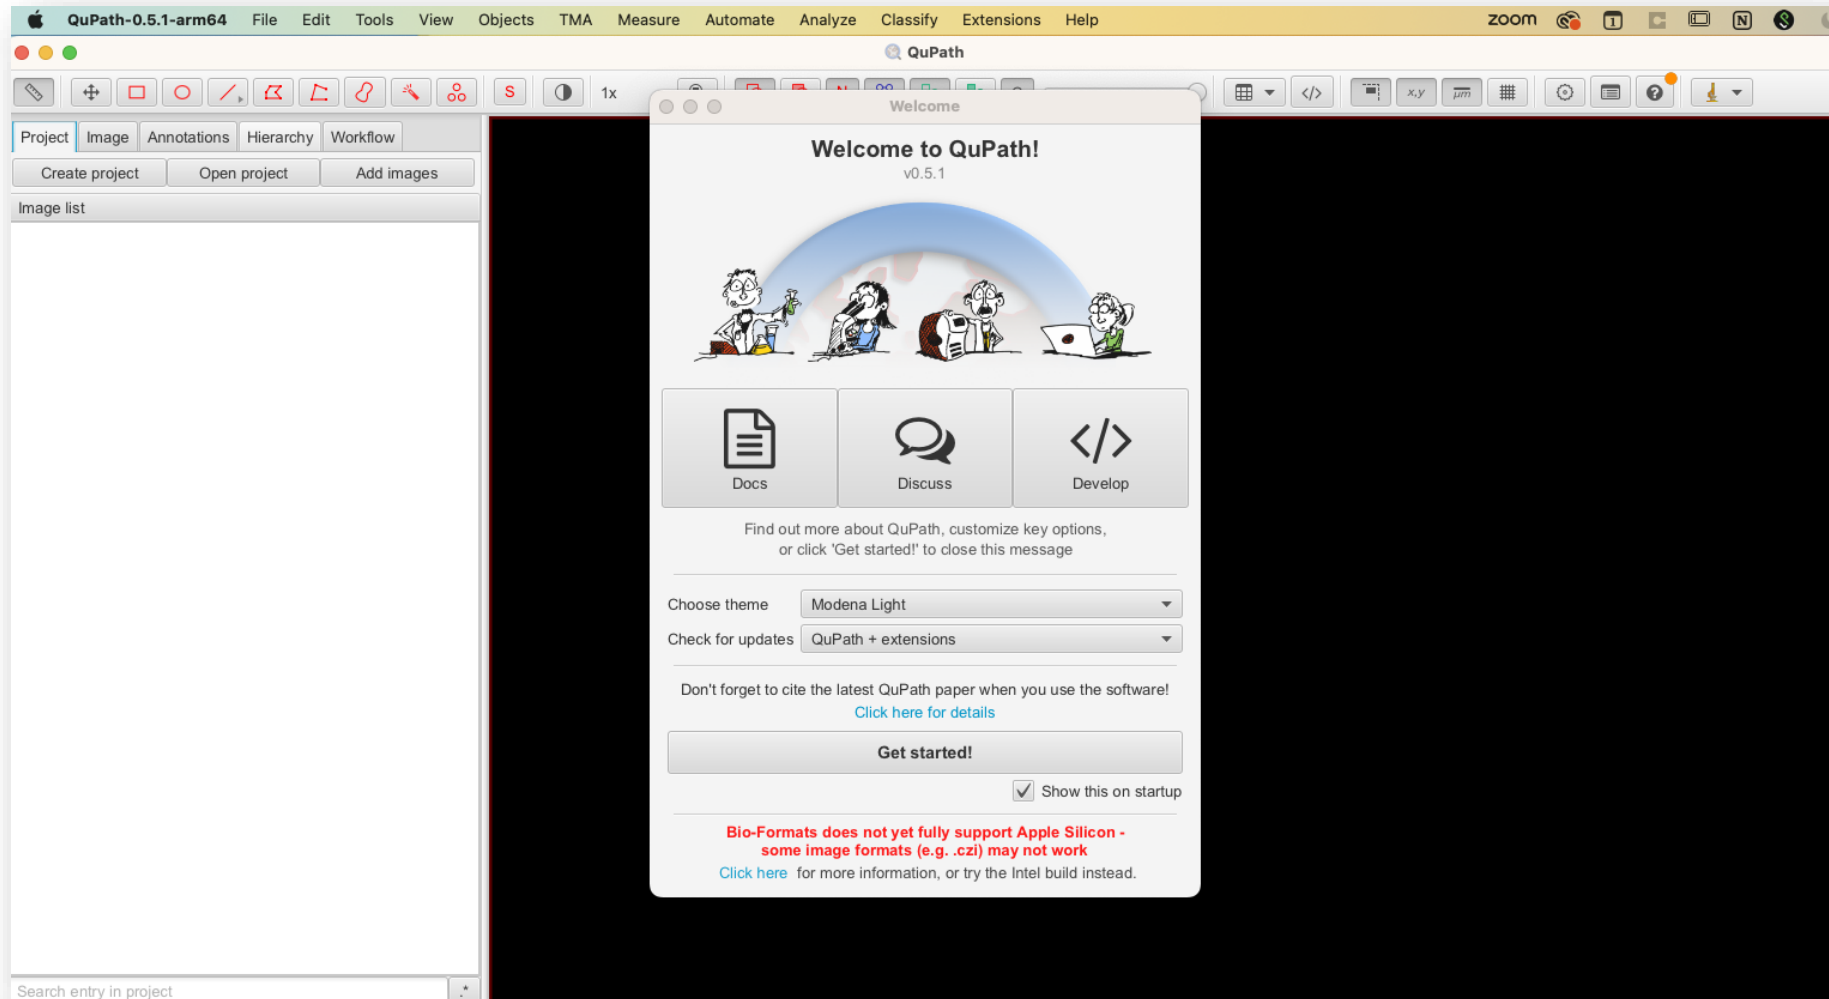 QuPath-0.5.1-arm64 File Edit Tools View Objects TMA Measure Automate Analyze Classify Extensions Help zoom 1 N S
QuPath
S 1x x,y µm
Welcome
Project Image Annotations Hierarchy Workflow
Create project Open project Add images
Image list
Welcome to QuPath!
v0.5.1
Docs Discuss Develop
Find out more about QuPath, customize key options,
or click 'Get started!' to close this message
Choose theme Modena Light
Check for updates QuPath + extensions
Don't forget to cite the latest QuPath paper when you use the software!
Click here for details
Get started!
Show this on startup
Bio-Formats does not yet fully support Apple Silicon -
some image formats (e.g. .czi) may not work
Click here for more information, or try the Intel build instead.
Search entry in project .*